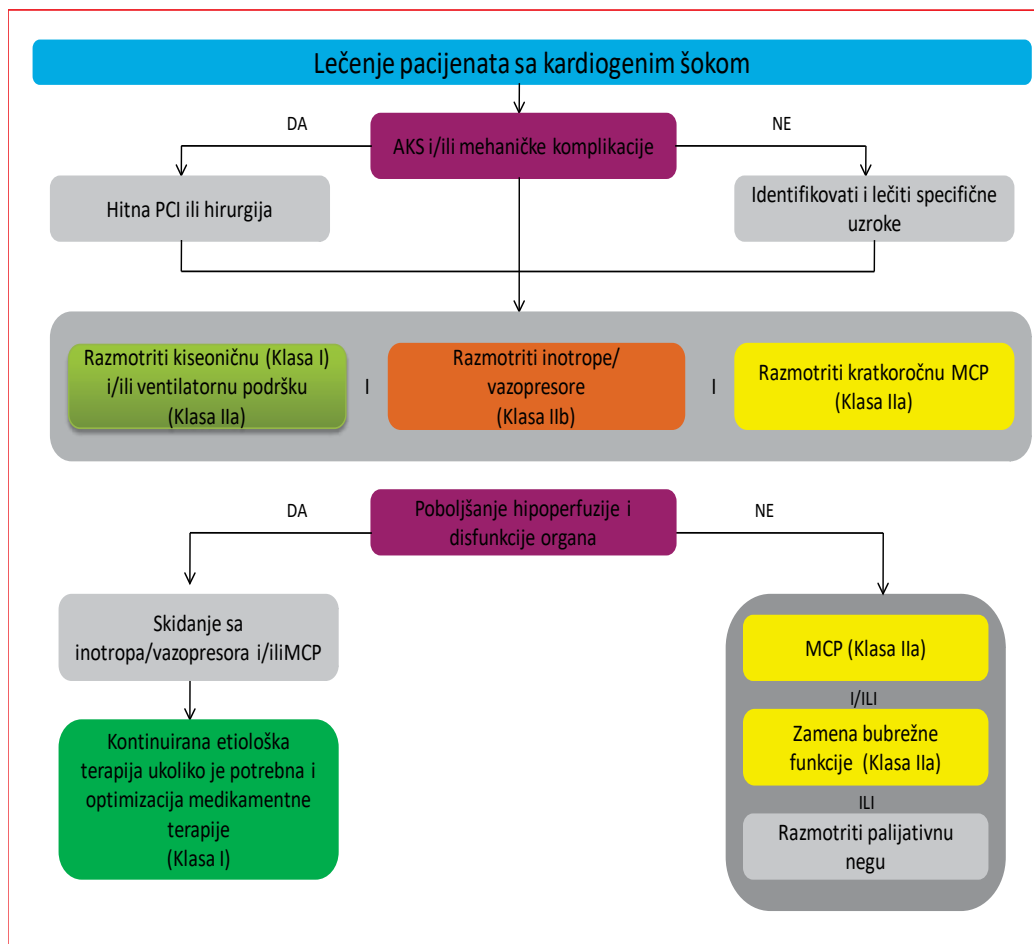 Lečenje pacijenata sa kardiogenim šokom
DA
AKS i/ili mehaničke komplikacije
NE
Hitna PCI ili hirurgija
Identifikovati i lečiti specifične
uzroke
Razmotriti kiseoničnu (Klasa I)
i/ili ventilatornu podršku
(Klasa IIa)
I
Razmotriti inotrope/
vazopresore
(Klasa IIb)
I
Razmotriti kratkoročnu MCP
(Klasa IIa)
DA
Poboljšanje hipoperfuzije i
disfunkcije organa
NE
Skidanje sa
inotropa/vazopresora i/iliMCP
Kontinuirana etiološka
terapija ukoliko je potrebna i
optimizacija medikamentne
terapije
(Klasa I)
MCP (Klasa IIa)
I/ILI
Zamena bubrežne
funkcije (Klasa IIa)
ILI
Razmotriti palijativnu
negu